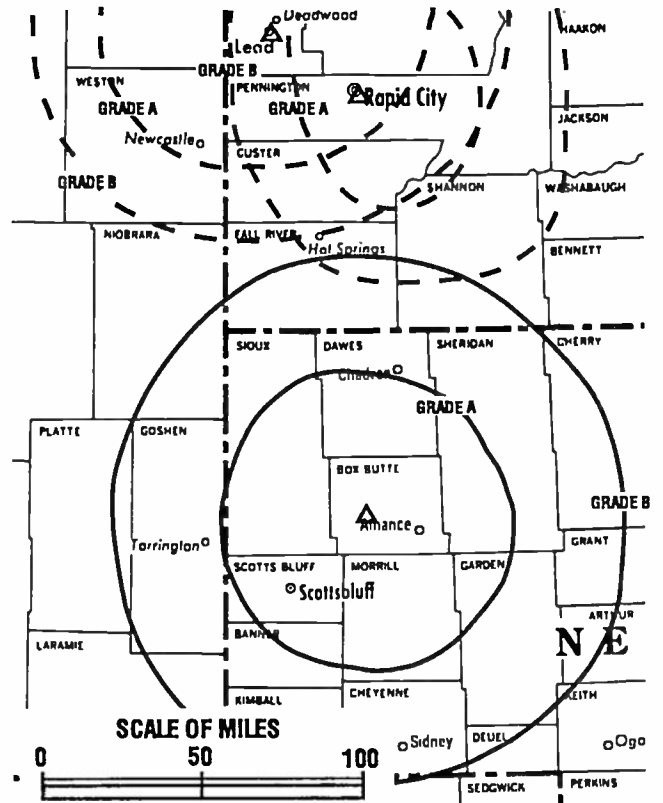 Deadwood
Lead
HAAKON
GRADE B
WESTON
PENNINGTON
GRADE A
GRADE A
Rapid City
JACKSON
Newcastle
CUSTER
GRADE B
SHANNON
WASHABAUGH
NIOBRARA
FALL RIVER
Hot Springs
BENNETT
SIOUX
DAWES
SHERIDAN
CHERRY
Chadron
GRADE A
PLATTE
GOSHEN
BOX BUTTE
GRADE B
Alliance
Torrington
GRANT
SCOTTS BLUFF
MORRILL
GARDEN
Scottsbluff
ARTHUR
BANNER
N E
LARAMIE
KIMBALL
CHEYENNE
KEITH
SCALE OF MILES
DEUEL
Sidney
Oga
0 50 100
SEDGWICK
PERKINS